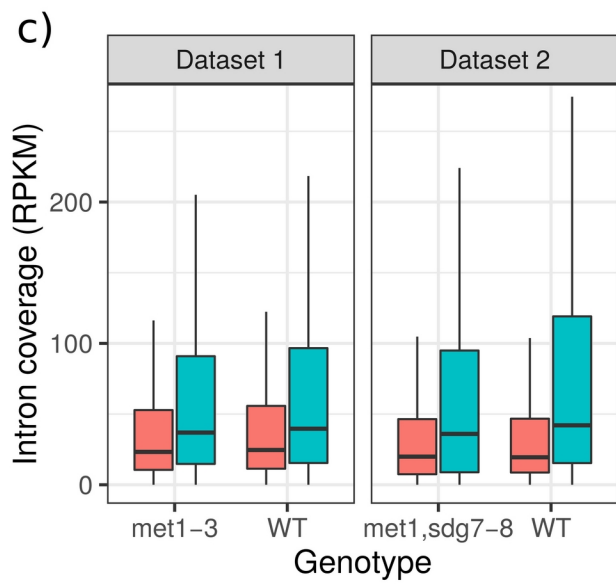 c)
Dataset 1
Dataset 2
Intron coverage (RPKM)
200
100
0
met1−3
WT
met1,sdg7−8
WT
Genotype